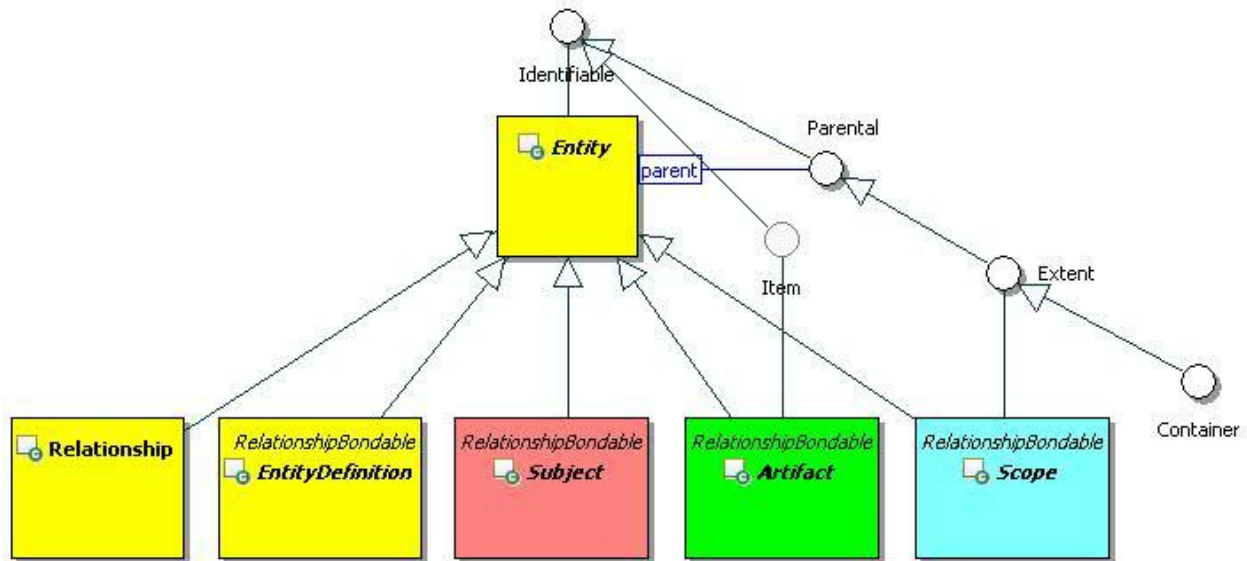 Identifiable
Parental
Entity
parent
Extent
Item
Container
Relationship
RelationshipBondable
EntityDefinition
RelationshipBondable
Subject
RelationshipBondable
Artifact
RelationshipBondable
Scope